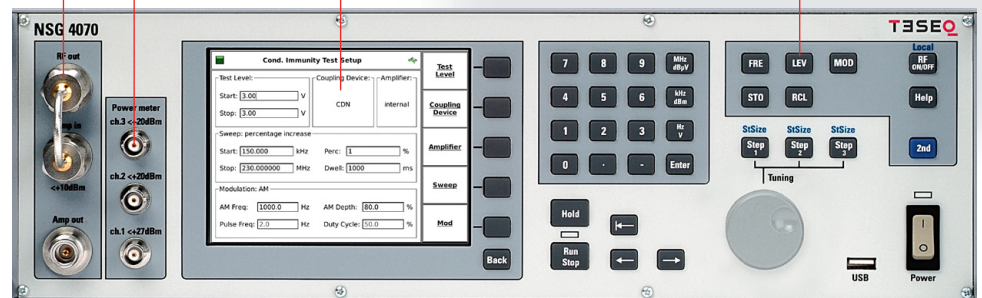 NSG 4070
TESEQ
RF out
<+10dBm
Amp out
Power meter
ch.3 <+20dBm
ch.2 <+20dBm
ch.1 <+27dBm
Cond. Immunity Test Setup
Test Level:
Start: 3.00 V
Stop: 3.00 V
Coupling Device:
CDN
Amplifier:
internal
Sweep: percentage increase
Start: 150.000 kHz Perc: 1 %
Stop: 230.000000 MHz Dwell: 1000 ms
Modulation: AM
AM Freq: 1000.0 Hz AM Depth: 80.0 %
Pulse Freq: 2.0 Hz Duty Cycle: 50.0 %
Test
Level
Coupling
Device
Amplifier
Sweep
Mod
Back
7 8 9 MHz
dBµV
4 5 6 kHz
dBm
1 2 3 Hz
V
0 · - Enter
Hold
Run
Stop
FRE LEV MOD
STO RCL
Local
RF
ON/OFF
Help
2nd
StSize StSize StSize
Step
1
Step
2
Step
3
Tuning
USB
Power